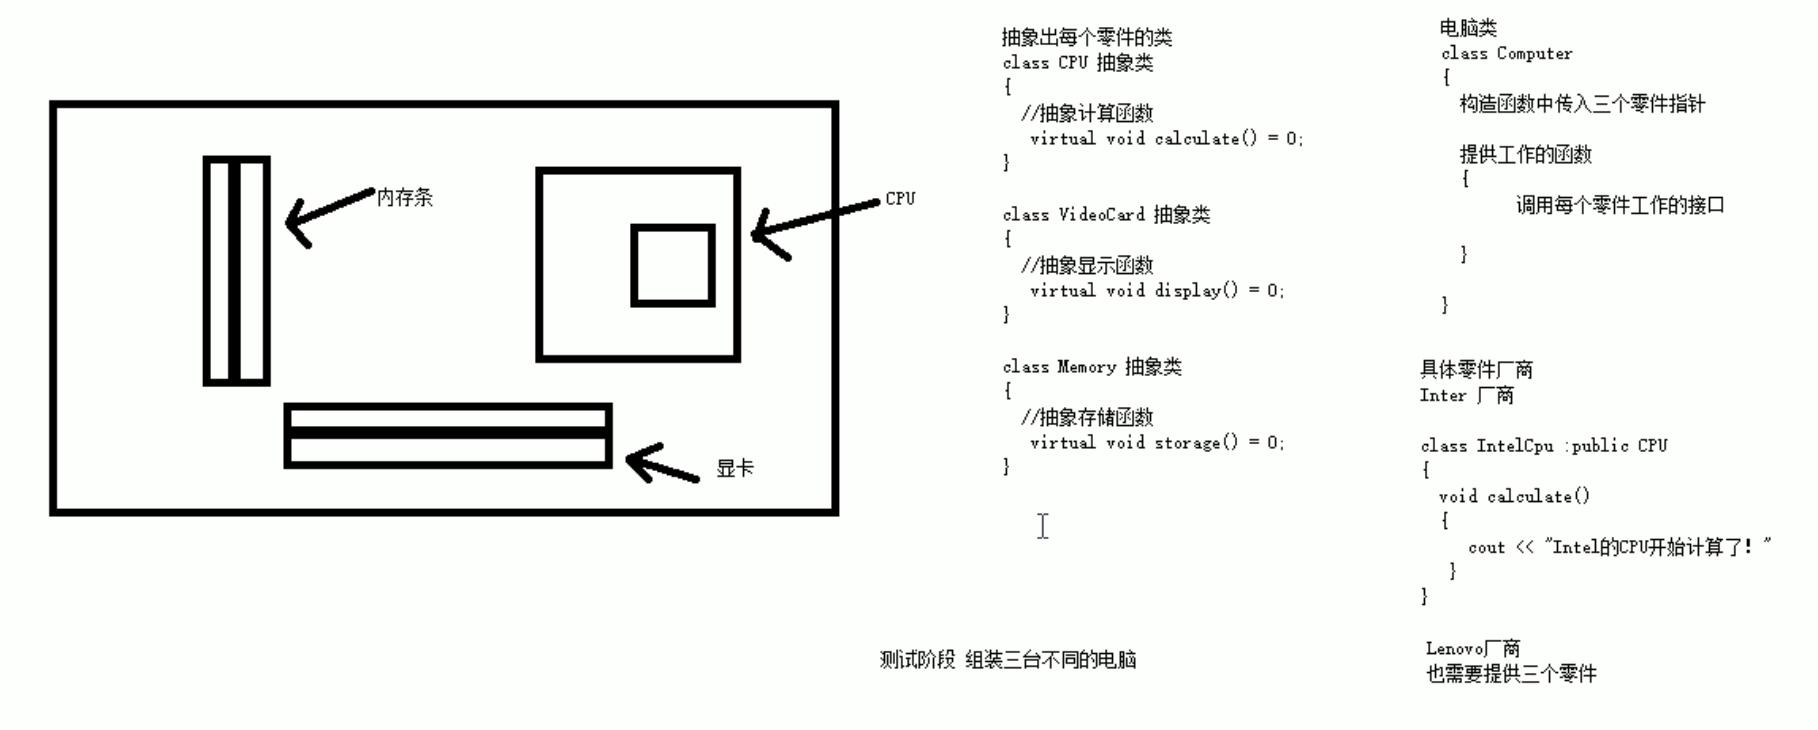 内存条
CPU
显卡
抽象出每个零件的类
class CPU 抽象类
{
//抽象计算函数
virtual void calculate() = 0;
}
class VideoCard 抽象类
{
//抽象显示函数
virtual void display() = 0;
}
class Memory 抽象类
{
//抽象存储函数
virtual void storage() = 0;
}
测试阶段 组装三台不同的电脑
电脑类
class Computer
{
构造函数中传入三个零件指针
提供工作的函数
{
调用每个零件工作的接口
}
}
具体零件厂商
Inter 厂商
class IntelCpu :public CPU
{
void calculate()
{
cout << "Intel的CPU开始计算了! "
}
}
Lenovo厂商
也需要提供三个零件